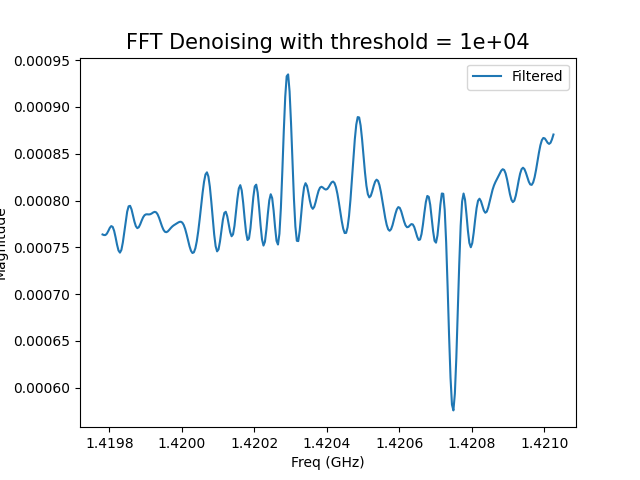 FFT Denoising with threshold = 1e+04
Filtered
0.00095
0.00090
0.00085
0.00080
0.00075
0.00070
0.00065
0.00060
Magnitude
1.4198 1.4200 1.4202 1.4204 1.4206 1.4208 1.4210
Freq (GHz)